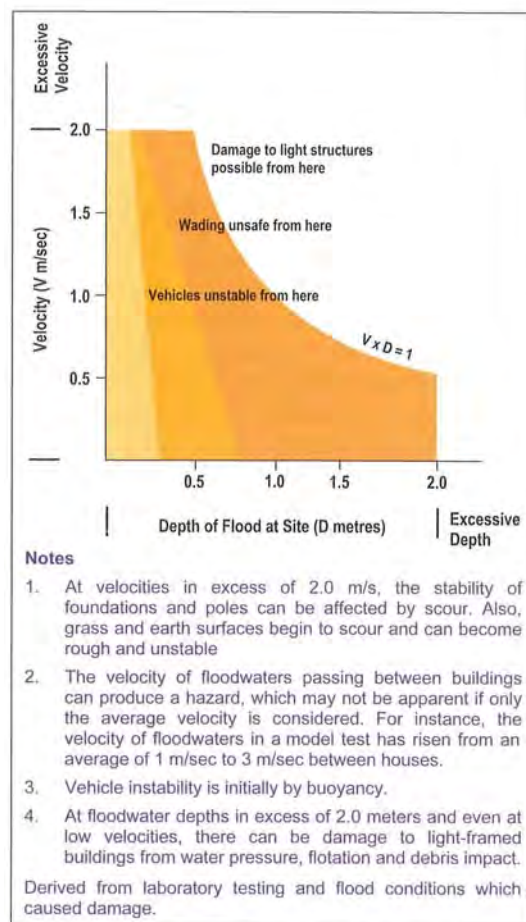 Excessive
Velocity
2.0
Damage to light structures
possible from here
1.5
Wading unsafe from here
Velocity (V m/sec)
1.0
Vehicles unstable from here
V x D = 1
0.5
0.5
1.0
1.5
2.0
Depth of Flood at Site (D metres)
Excessive
Depth
Notes
1. At velocities in excess of 2.0 m/s, the stability of
foundations and poles can be affected by scour. Also,
grass and earth surfaces begin to scour and can become
rough and unstable
2. The velocity of floodwaters passing between buildings
can produce a hazard, which may not be apparent if only
the average velocity is considered. For instance, the
velocity of floodwaters in a model test has risen from an
average of 1 m/sec to 3 m/sec between houses.
3. Vehicle instability is initially by buoyancy.
4. At floodwater depths in excess of 2.0 meters and even at
low velocities, there can be damage to light-framed
buildings from water pressure, flotation and debris impact.
Derived from laboratory testing and flood conditions which
caused damage.